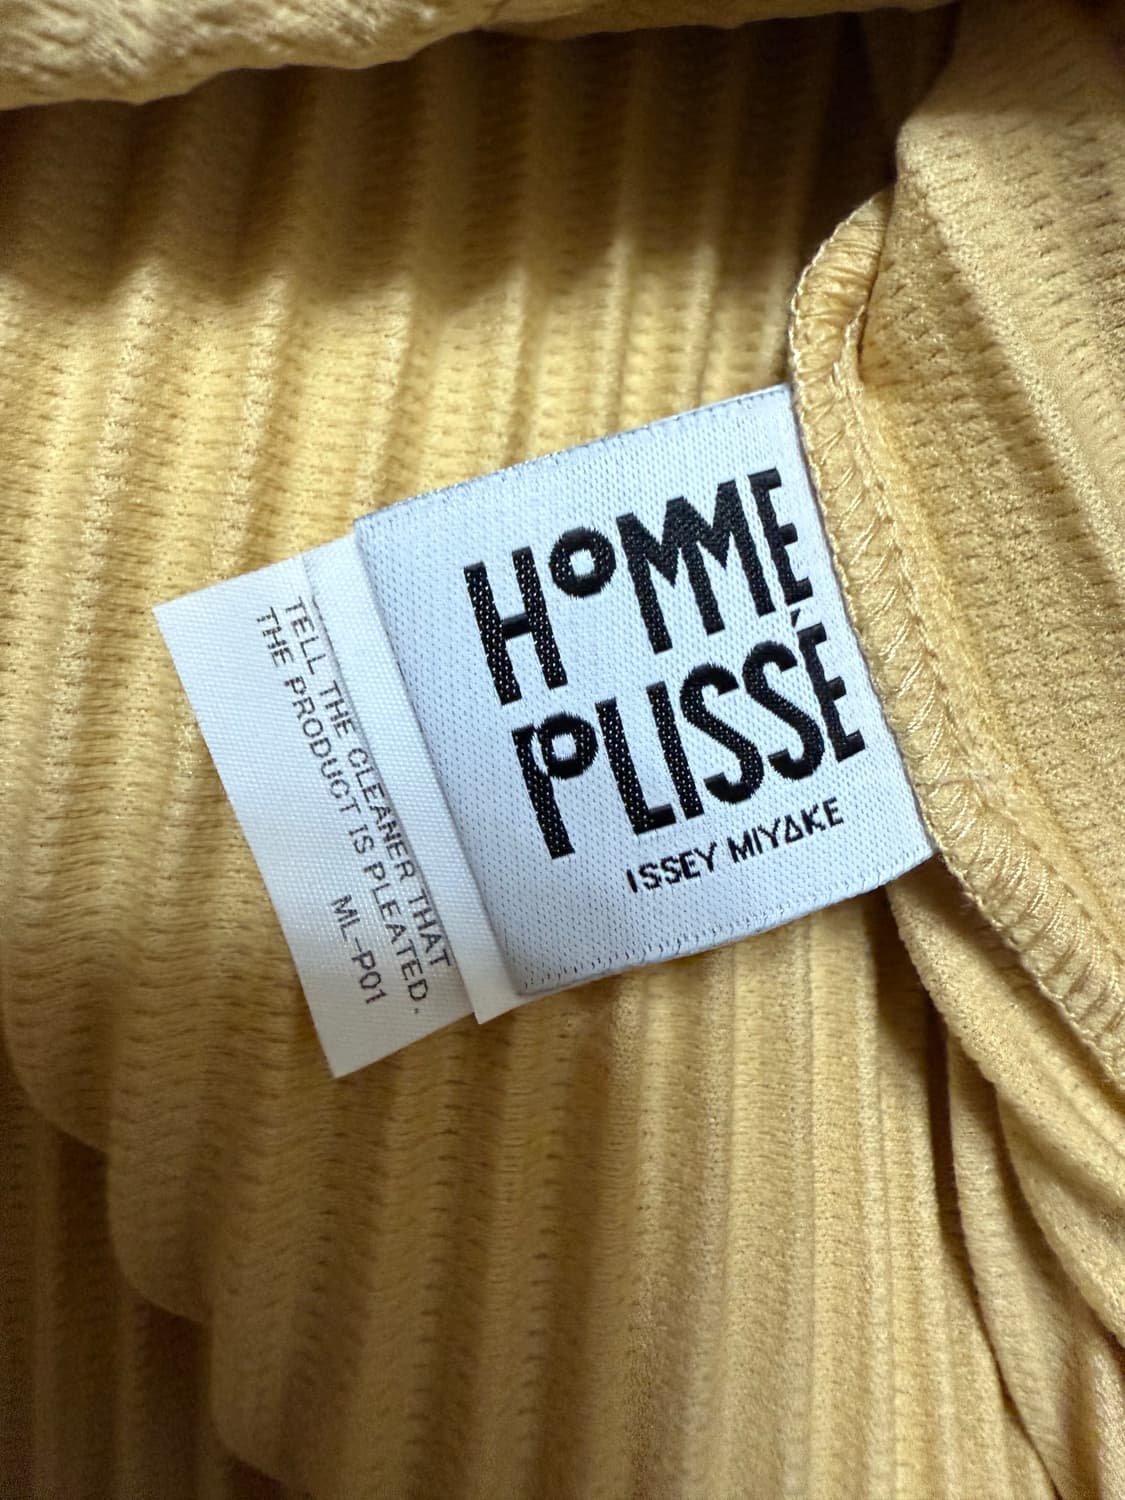 HOMME
PLISSÉ
ISSEY MIYAKE
TELL THE CLEANER THAT
THE PRODUCT IS PLEATED.
ML-P01